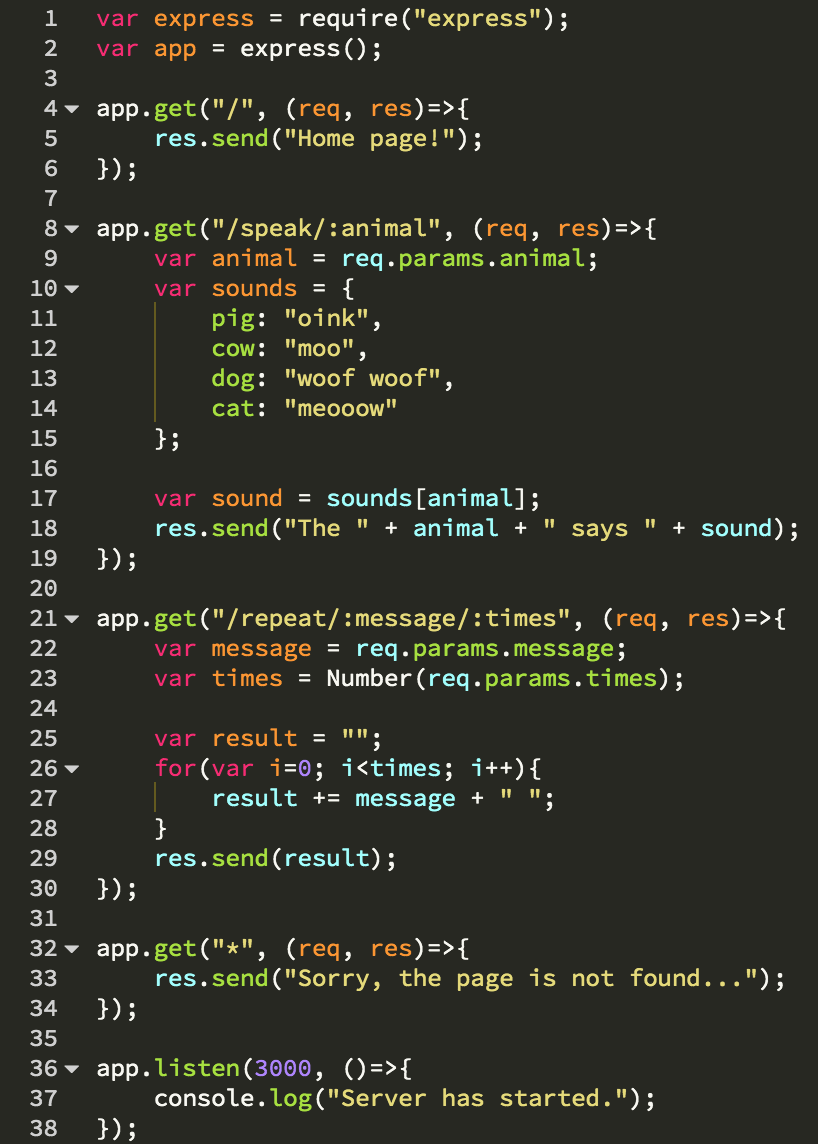 1 var express = require("express");
2 var app = express();
3
4 app.get("/", (req, res)=>{
5     res.send("Home page!");
6 });
7
8 app.get("/speak/:animal", (req, res)=>{
9     var animal = req.params.animal;
10     var sounds = {
11         pig: "oink",
12         cow: "moo",
13         dog: "woof woof",
14         cat: "meooow"
15     };
16
17     var sound = sounds[animal];
18     res.send("The " + animal + " says " + sound);
19 });
20
21 app.get("/repeat/:message/:times", (req, res)=>{
22     var message = req.params.message;
23     var times = Number(req.params.times);
24
25     var result = "";
26     for(var i=0; i<times; i++){
27         result += message + " ";
28     }
29     res.send(result);
30 });
31
32 app.get("*", (req, res)=>{
33     res.send("Sorry, the page is not found...");
34 });
35
36 app.listen(3000, ()=>{
37     console.log("Server has started.");
38 });